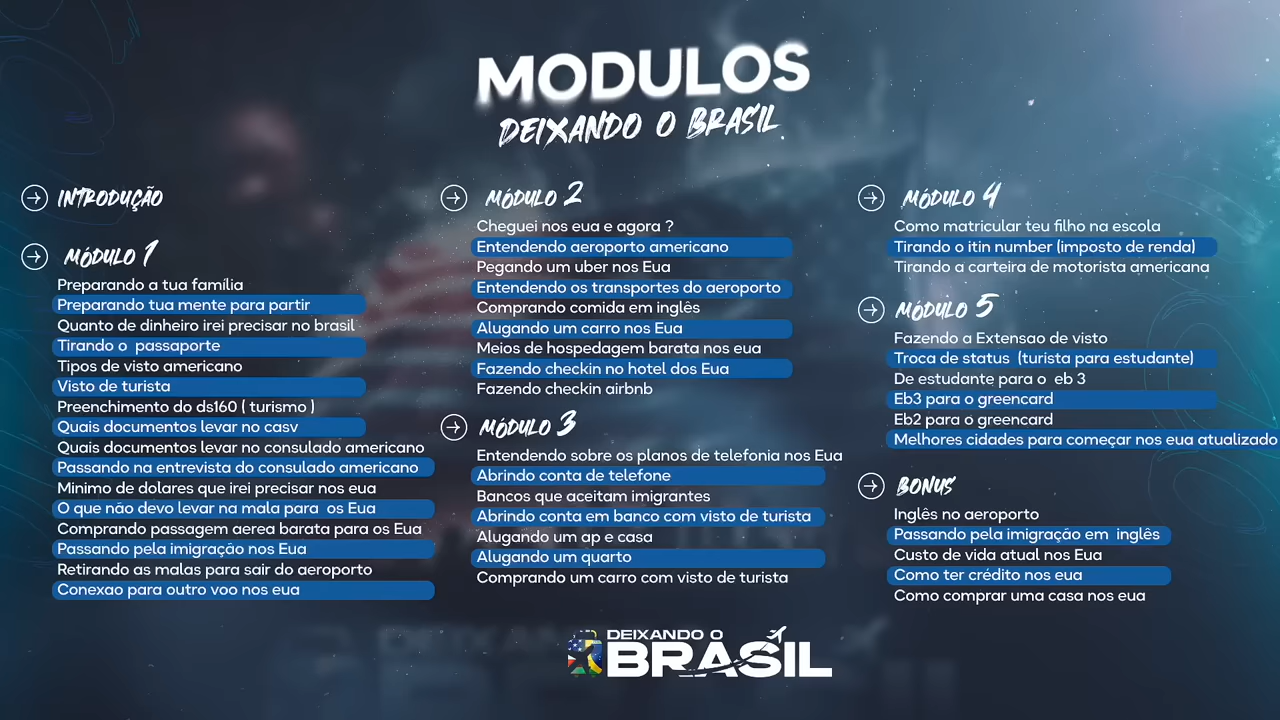 MODULOS
DEIXANDO O BRASIL
INTRODUÇÃO
MÓDULO 1
Preparando a tua família
Preparando tua mente para partir
Quanto de dinheiro irei precisar no brasil
Tirando o passaporte
Tipos de visto americano
Visto de turista
Preenchimento do ds160 ( turismo )
Quais documentos levar no casv
Quais documentos levar no consulado americano
Passando na entrevista do consulado americano
Minimo de dolares que irei precisar nos eua
O que não devo levar na mala para os Eua
Comprando passagem aerea barata para os Eua
Passando pela imigração nos Eua
Retirando as malas para sair do aeroporto
Conexao para outro voo nos eua
MÓDULO 2
Cheguei nos eua e agora ?
Entendendo aeroporto americano
Pegando um uber nos Eua
Entendendo os transportes do aeroporto
Comprando comida em inglês
Alugando um carro nos Eua
Meios de hospedagem barata nos eua
Fazendo checkin no hotel dos Eua
Fazendo checkin airbnb
MÓDULO 3
Entendendo sobre os planos de telefonia nos Eua
Abrindo conta de telefone
Bancos que aceitam imigrantes
Abrindo conta em banco com visto de turista
Alugando um ap e casa
Alugando um quarto
Comprando um carro com visto de turista
MÓDULO 4
Como matricular teu filho na escola
Tirando o itin number (imposto de renda)
Tirando a carteira de motorista americana
MÓDULO 5
Fazendo a Extensao de visto
Troca de status (turista para estudante)
De estudante para o eb 3
Eb3 para o greencard
Eb2 para o greencard
Melhores cidades para começar nos eua atualizado
BONUS
Inglês no aeroporto
Passando pela imigração em inglês
Custo de vida atual nos Eua
Como ter crédito nos eua
Como comprar uma casa nos eua
DEIXANDO O
BRASIL